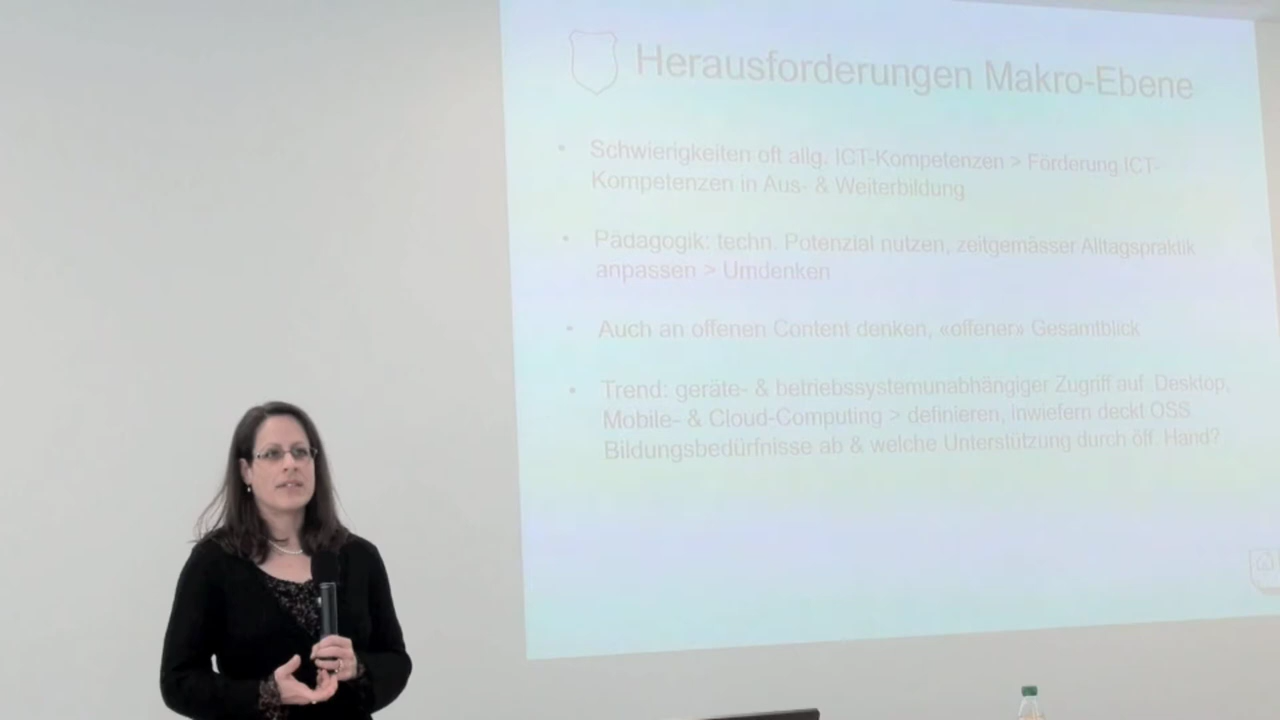 Herausforderungen Makro-Ebene
• Schwierigkeiten oft allg. ICT-Kompetenzen > Förderung ICT-
Kompetenzen in Aus- & Weiterbildung
• Pädagogik: techn. Potenzial nutzen, zeitgemässer Alltagspraktik
anpassen > Umdenken
• Auch an offenen Content denken, «offener» Gesamtblick
• Trend: geräte- & betriebssystemunabhängiger Zugriff auf Desktop,
Mobile- & Cloud-Computing > definieren, inwiefern deckt OSS
Bildungsbedürfnisse ab & welche Unterstützung durch öff. Hand?